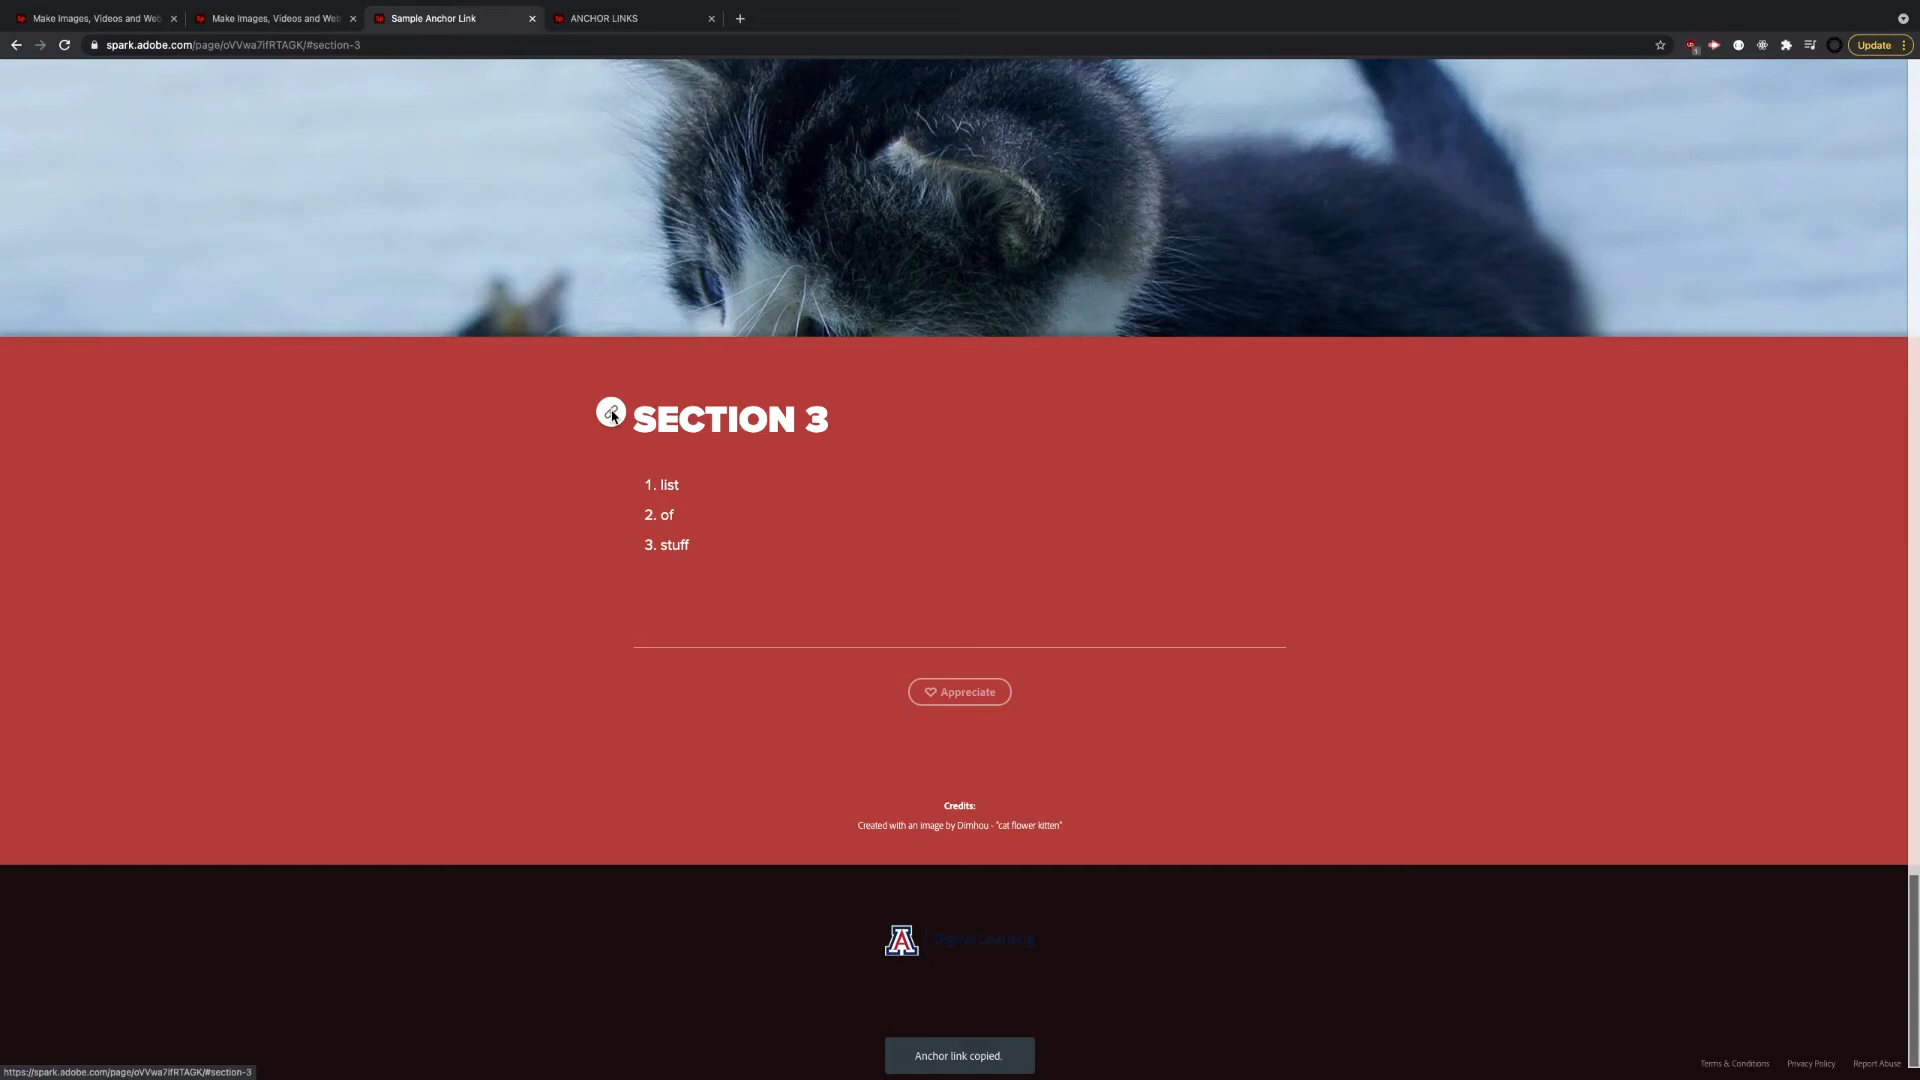 Make Images, Videos and Web
Make Images, Videos and Web
Sample Anchor Link
ANCHOR LINKS
spark.adobe.com/page/oVVwa7ifRTAGK/#section-3
Update
SECTION 3
1. list
2. of
3. stuff
Appreciate
Credits:
Created with an image by Dimhou - "cat flower kitten"
A
Digital Learning
Anchor link copied.
Terms & Conditions
Privacy Policy
Report Abuse
https://spark.adobe.com/page/oVVwa7ifRTAGK/#section-3